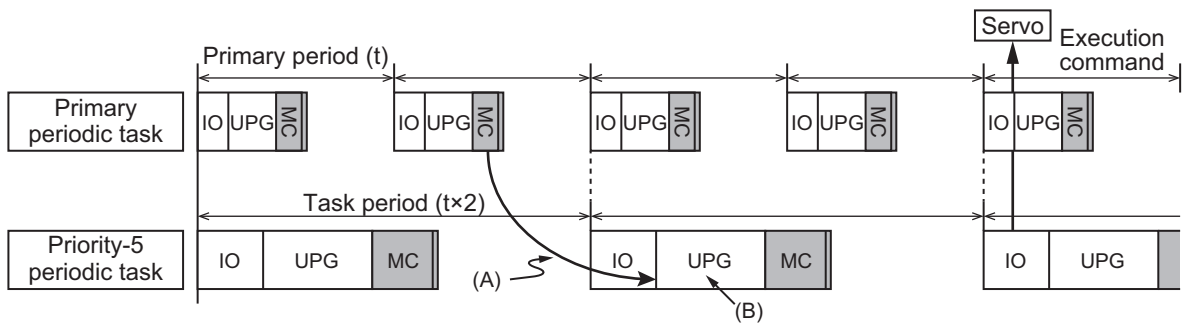 Servo
Primary period (t)
Execution
command
Primary
periodic task
IO UPG MC
IO UPG MC
IO UPG MC
IO UPG MC
IO UPG MC
Task period (t×2)
Priority-5
periodic task
IO UPG MC
IO UPG MC
IO UPG
(A)
(B)